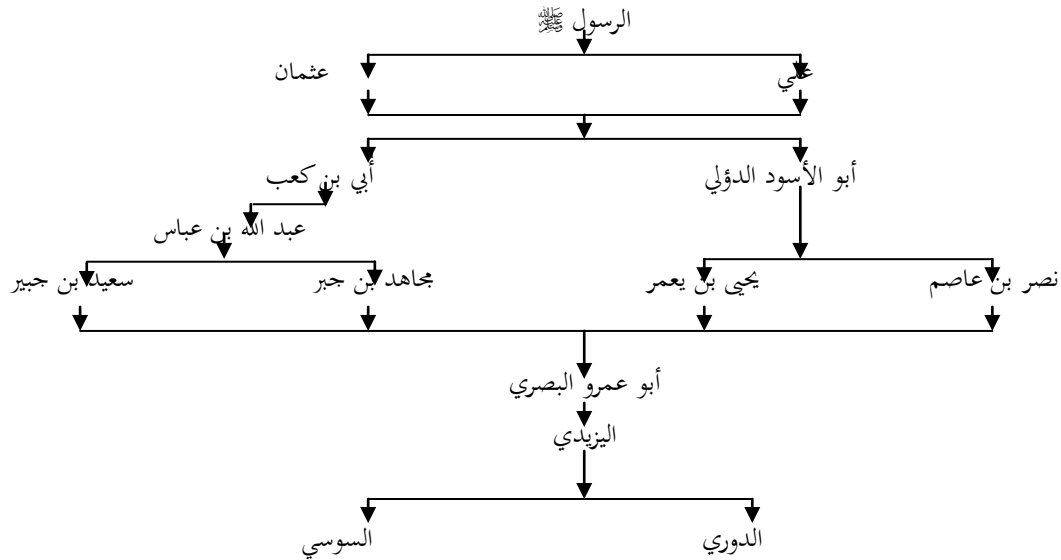 الرسول ﷺ
علي عثمان
أبو الأسود الدؤلي أبي بن كعب
عبد الله بن عباس
نصر بن عاصم يحيى بن يعمر مجاهد بن جبر سعيد بن جبير
أبو عمرو البصري
اليزيدي
الدوري السوسي